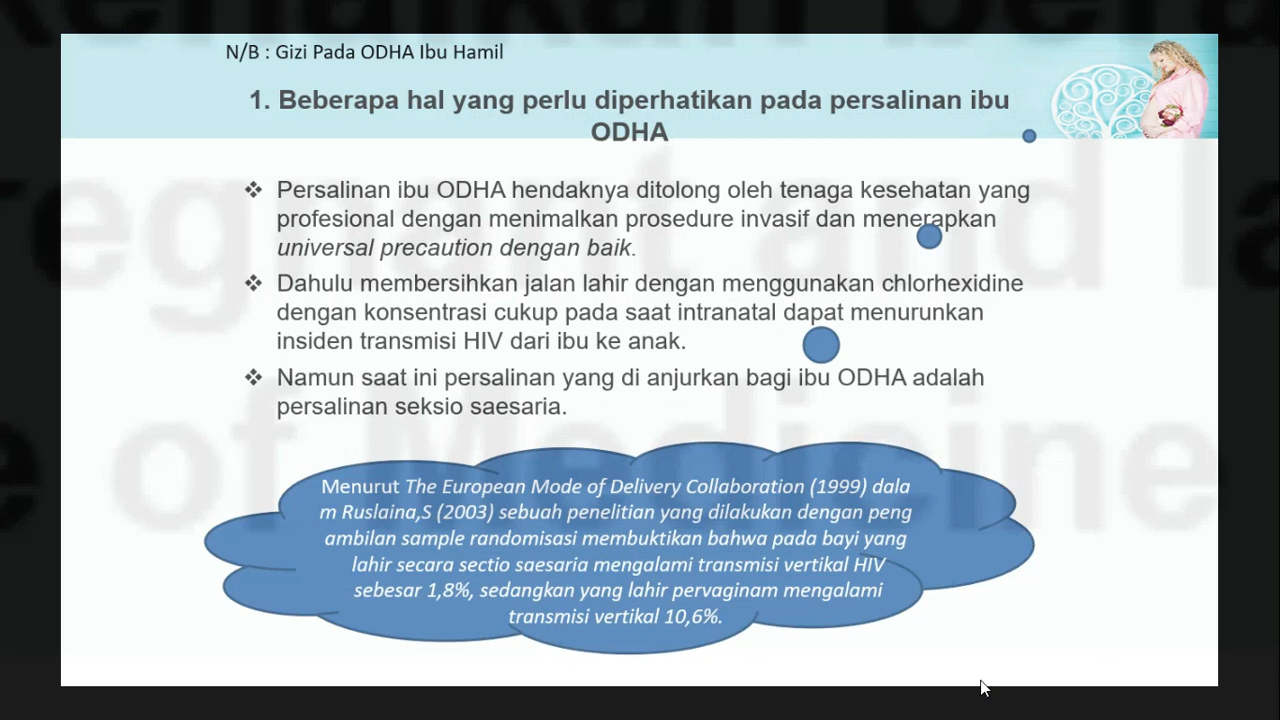 N/B : Gizi Pada ODHA Ibu Hamil
1. Beberapa hal yang perlu diperhatikan pada persalinan ibu
ODHA
❖ Persalinan ibu ODHA hendaknya ditolong oleh tenaga kesehatan yang
profesional dengan menimalkan prosedure invasif dan menerapkan
universal precaution dengan baik.
❖ Dahulu membersihkan jalan lahir dengan menggunakan chlorhexidine
dengan konsentrasi cukup pada saat intranatal dapat menurunkan
insiden transmisi HIV dari ibu ke anak.
❖ Namun saat ini persalinan yang di anjurkan bagi ibu ODHA adalah
persalinan seksio saesaria.
Menurut The European Mode of Delivery Collaboration (1999) dala
m Ruslaina,S (2003) sebuah penelitian yang dilakukan dengan peng
ambilan sample randomisasi membuktikan bahwa pada bayi yang
lahir secara sectio saesaria mengalami transmisi vertikal HIV
sebesar 1,8%, sedangkan yang lahir pervaginam mengalami
transmisi vertikal 10,6%.